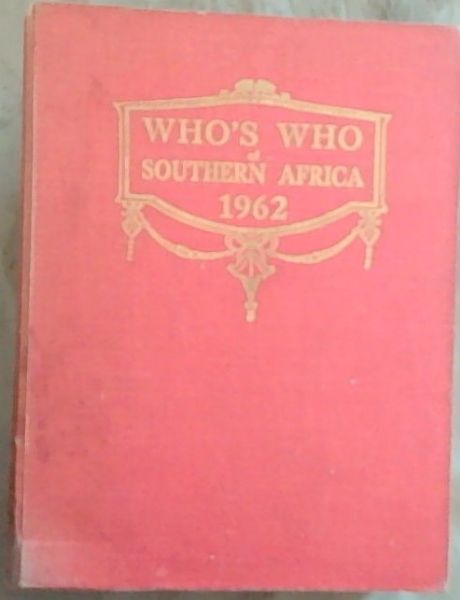 WHO'S WHO
of
SOUTHERN AFRICA
1962